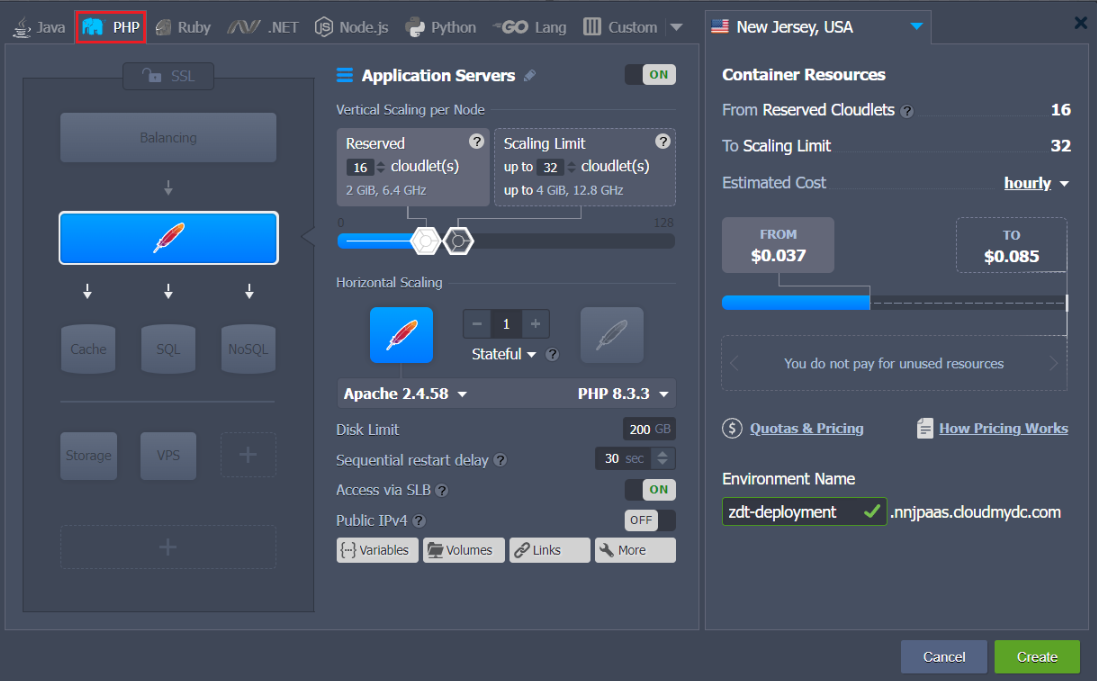 Java PHP Ruby .NET Node.js Python GO Lang Custom
New Jersey, USA
SSL
Balancing
Cache SQL NoSQL
Storage VPS
Application Servers ON
Vertical Scaling per Node
Reserved
16 cloudlet(s)
2 GiB, 6.4 GHz
Scaling Limit
up to 32 cloudlet(s)
up to 4 GiB, 12.8 GHz
0 128
Horizontal Scaling
1
Stateful
Apache 2.4.58 PHP 8.3.3
Disk Limit 200 GB
Sequential restart delay 30 sec
Access via SLB ON
Public IPv4 OFF
Variables Volumes Links More
Container Resources
From Reserved Cloudlets 16
To Scaling Limit 32
Estimated Cost hourly
FROM
$0.037
TO
$0.085
You do not pay for unused resources
Quotas & Pricing How Pricing Works
Environment Name
zdt-deployment .nnjpaas.cloudmydc.com
Cancel Create